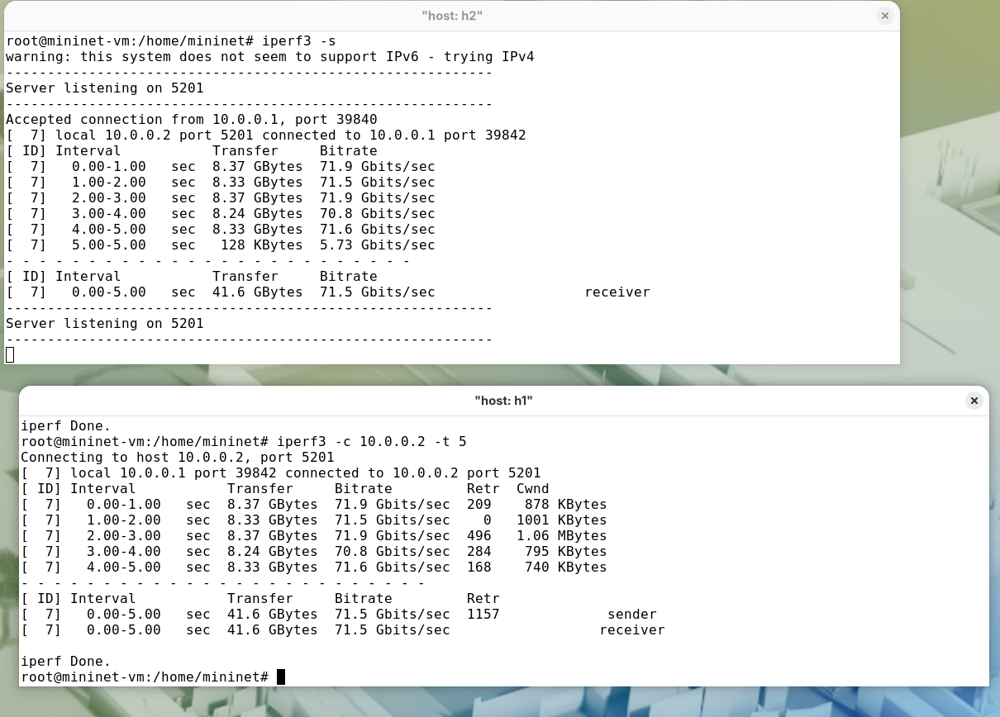 "host: h2"
root@mininet-vm:/home/mininet# iperf3 -s
warning: this system does not seem to support IPv6 - trying IPv4
-----------------------------------------------------------
Server listening on 5201
-----------------------------------------------------------
Accepted connection from 10.0.0.1, port 39840
[  7] local 10.0.0.2 port 5201 connected to 10.0.0.1 port 39842
[ ID] Interval           Transfer     Bitrate
[  7]   0.00-1.00   sec  8.37 GBytes  71.9 Gbits/sec
[  7]   1.00-2.00   sec  8.33 GBytes  71.5 Gbits/sec
[  7]   2.00-3.00   sec  8.37 GBytes  71.9 Gbits/sec
[  7]   3.00-4.00   sec  8.24 GBytes  70.8 Gbits/sec
[  7]   4.00-5.00   sec  8.33 GBytes  71.6 Gbits/sec
[  7]   5.00-5.00   sec   128 KBytes  5.73 Gbits/sec
- - - - - - - - - - - - - - - - - - - - - - - - -
[ ID] Interval           Transfer     Bitrate
[  7]   0.00-5.00   sec  41.6 GBytes  71.5 Gbits/sec                  receiver
-----------------------------------------------------------
Server listening on 5201
-----------------------------------------------------------
"host: h1"
iperf Done.
root@mininet-vm:/home/mininet# iperf3 -c 10.0.0.2 -t 5
Connecting to host 10.0.0.2, port 5201
[  7] local 10.0.0.1 port 39842 connected to 10.0.0.2 port 5201
[ ID] Interval           Transfer     Bitrate         Retr  Cwnd
[  7]   0.00-1.00   sec  8.37 GBytes  71.9 Gbits/sec  209    878 KBytes
[  7]   1.00-2.00   sec  8.33 GBytes  71.5 Gbits/sec    0   1001 KBytes
[  7]   2.00-3.00   sec  8.37 GBytes  71.9 Gbits/sec  496   1.06 MBytes
[  7]   3.00-4.00   sec  8.24 GBytes  70.8 Gbits/sec  284    795 KBytes
[  7]   4.00-5.00   sec  8.33 GBytes  71.6 Gbits/sec  168    740 KBytes
- - - - - - - - - - - - - - - - - - - - - - - - -
[ ID] Interval           Transfer     Bitrate         Retr
[  7]   0.00-5.00   sec  41.6 GBytes  71.5 Gbits/sec  1157             sender
[  7]   0.00-5.00   sec  41.6 GBytes  71.5 Gbits/sec                  receiver
iperf Done.
root@mininet-vm:/home/mininet#